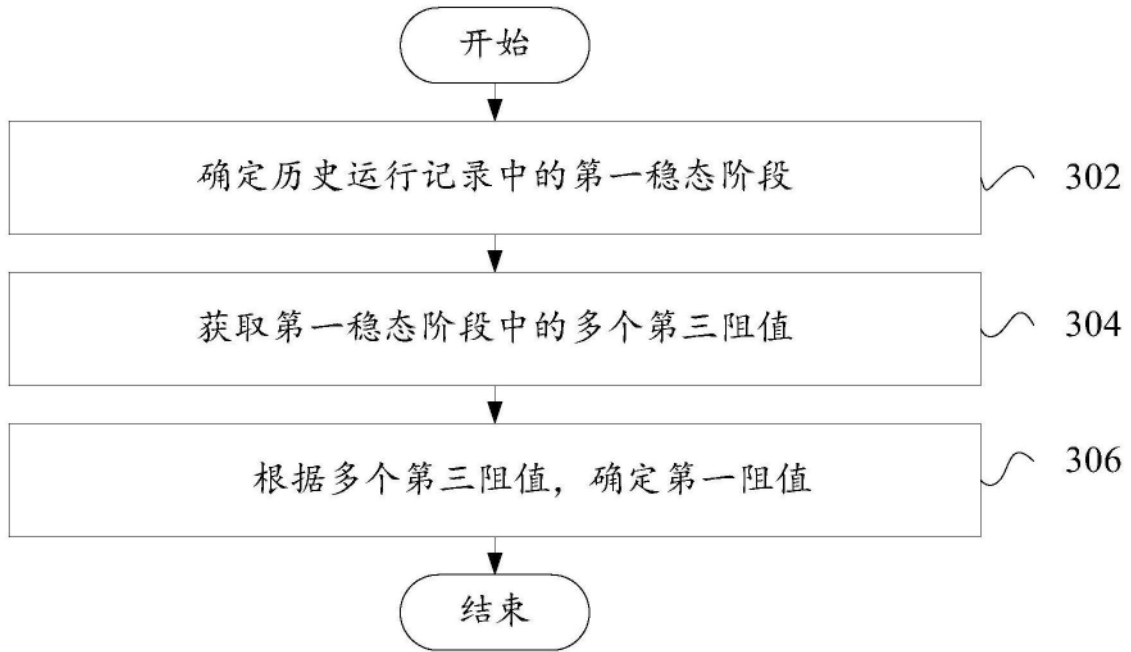 开始
确定历史运行记录中的第一稳态阶段
302
获取第一稳态阶段中的多个第三阻值
304
根据多个第三阻值，确定第一阻值
306
结束